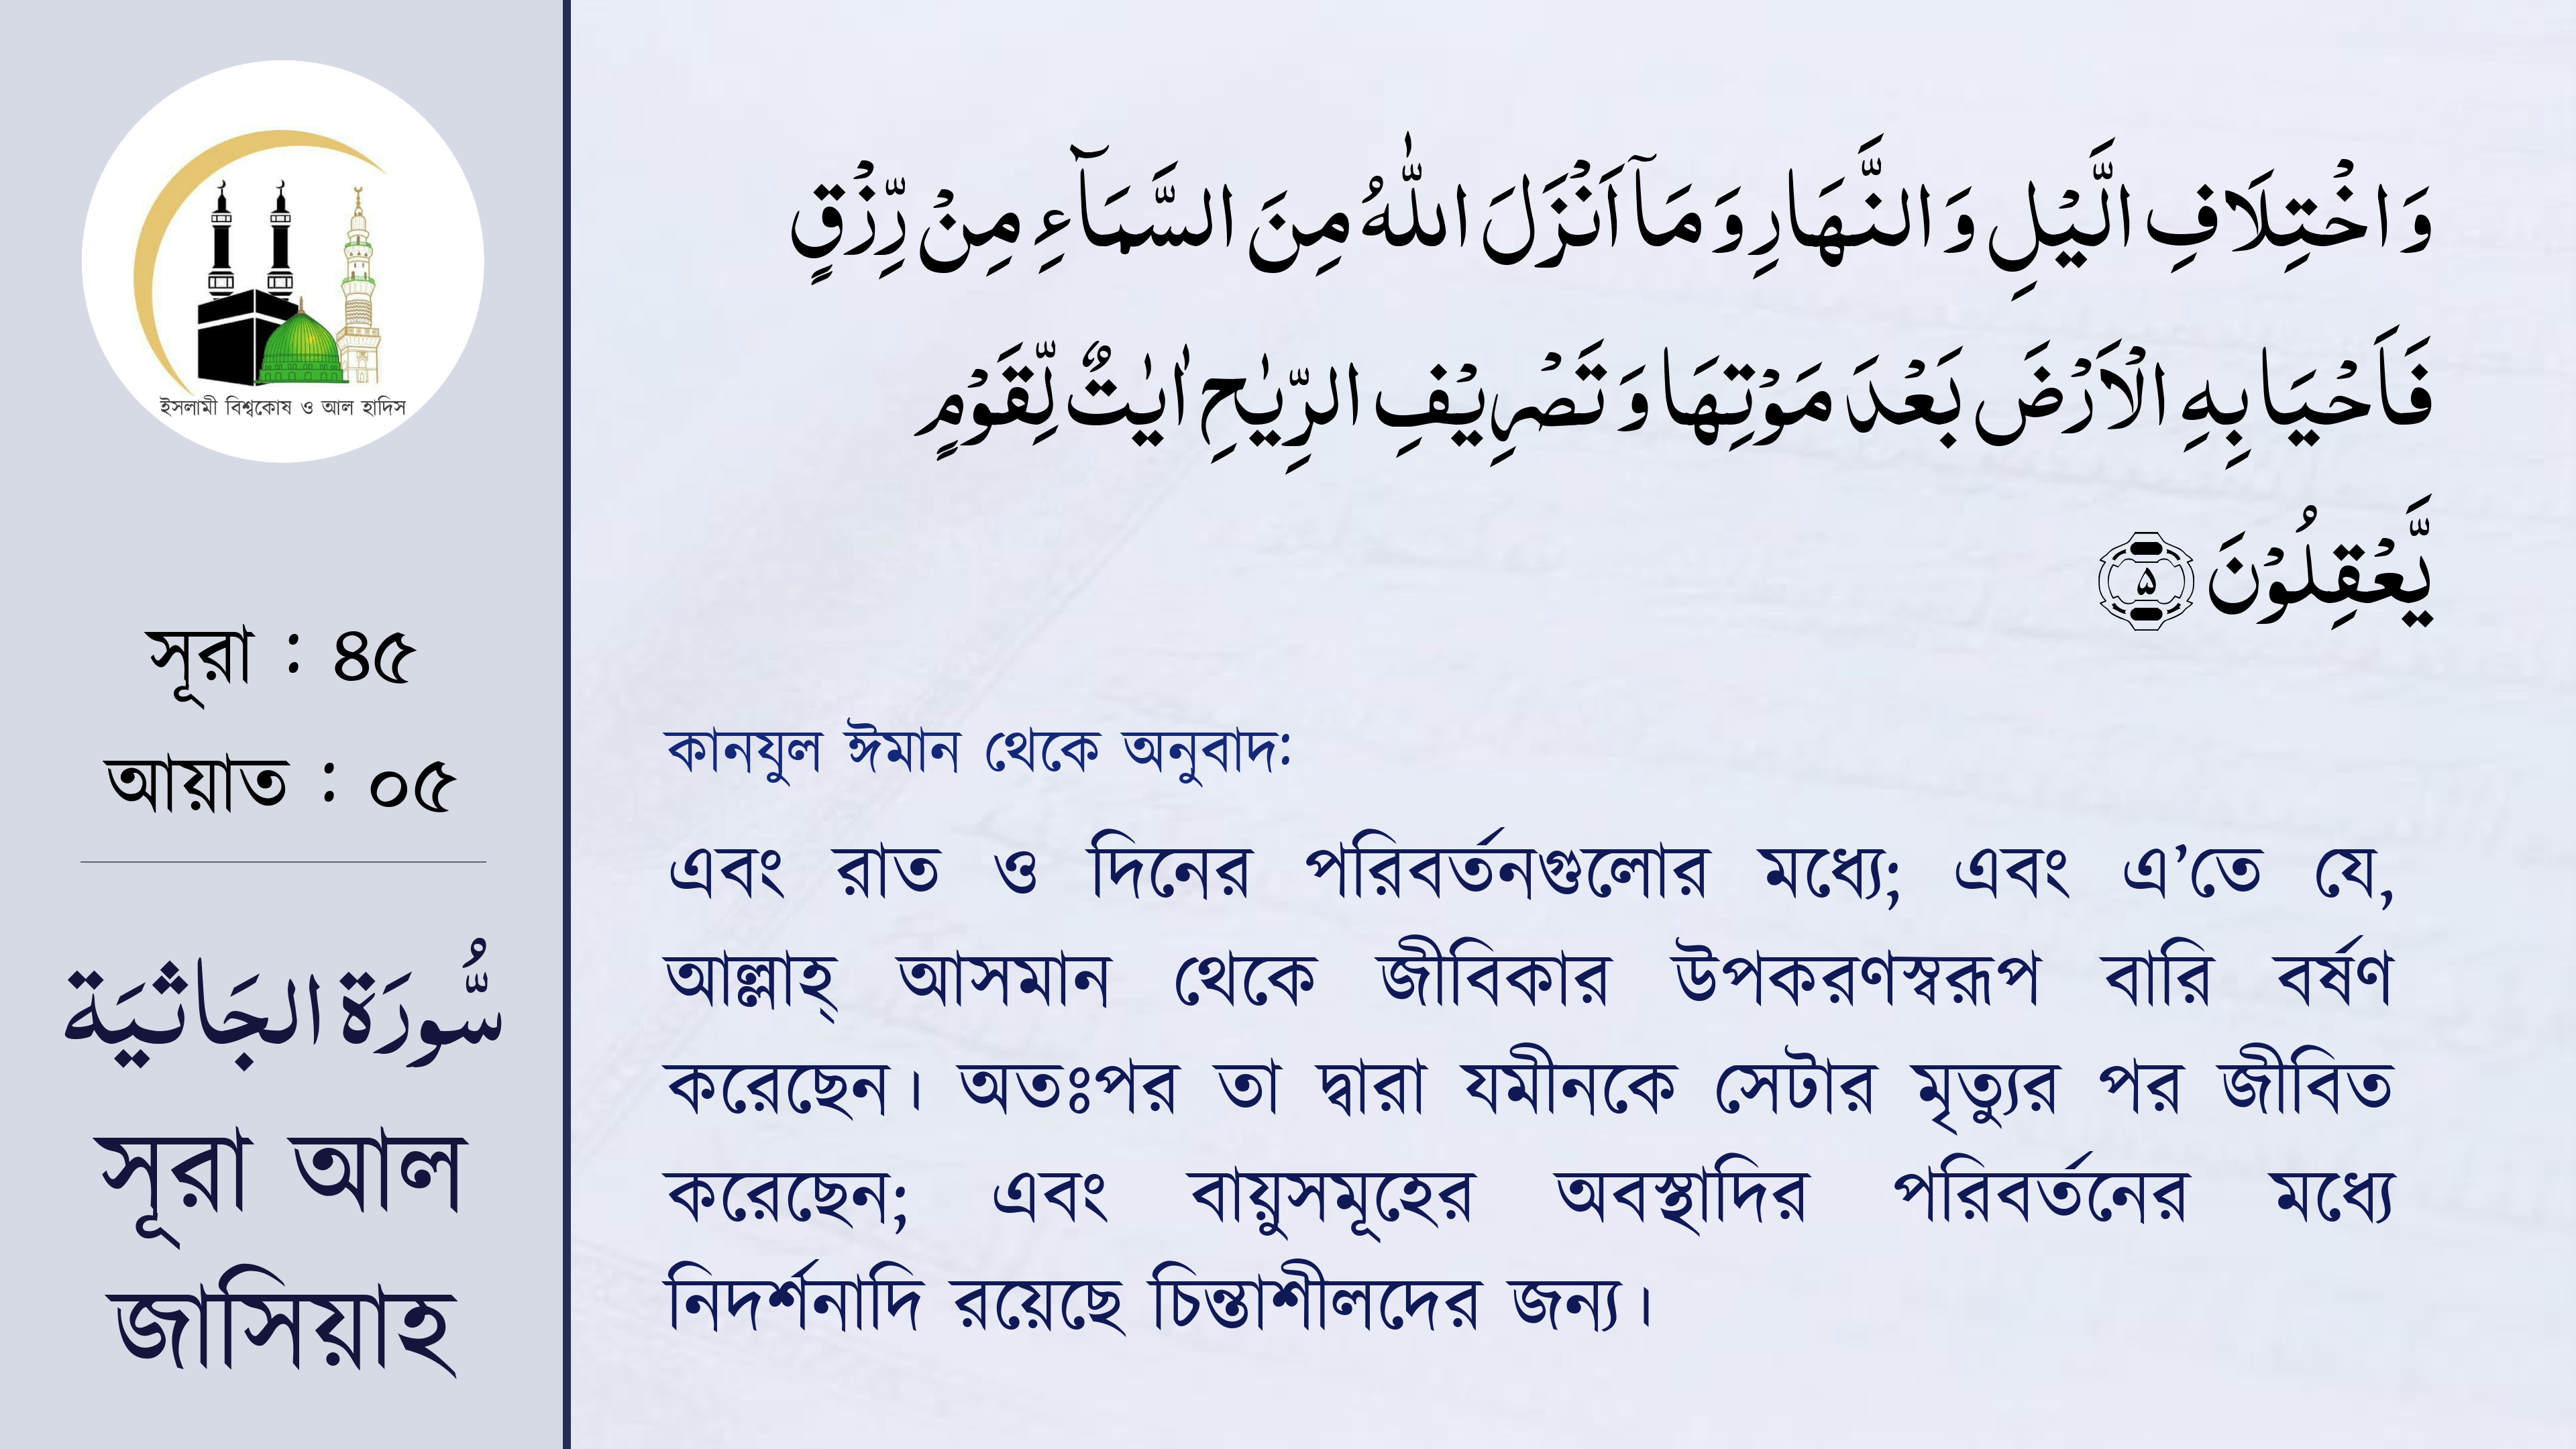 ইসলামী বিশ্বকোষ ও আল হাদিস
সূরা : ৪৫
আয়াত : ০৫
سُّورَة الجَاثيَة
সূরা আল
জাসিয়াহ
وَ اخۡتِلَافِ الَّیۡلِ وَ النَّهَارِ وَ مَاۤ اَنۡزَلَ اللّٰهُ مِنَ السَّمَآءِ مِنۡ رِّزۡقٍ
فَاَحۡیَا بِهِ الۡاَرۡضَ بَعۡدَ مَوۡتِهَا وَ تَصۡرِیۡفِ الرِّیٰحِ اٰیٰتٌ لِّقَوۡمٍ
یَّعۡقِلُوۡنَ ﴿۵﴾
কানযুল ঈমান থেকে অনুবাদ:
এবং রাত ও দিনের পরিবর্তনগুলোর মধ্যে; এবং এ’তে যে,
আল্লাহ্ আসমান থেকে জীবিকার উপকরণস্বরূপ বারি বর্ষণ
করেছেন। অতঃপর তা দ্বারা যমীনকে সেটার মৃত্যুর পর জীবিত
করেছেন; এবং বায়ুসমূহের অবস্থাদির পরিবর্তনের মধ্যে
নিদর্শনাদি রয়েছে চিন্তাশীলদের জন্য।